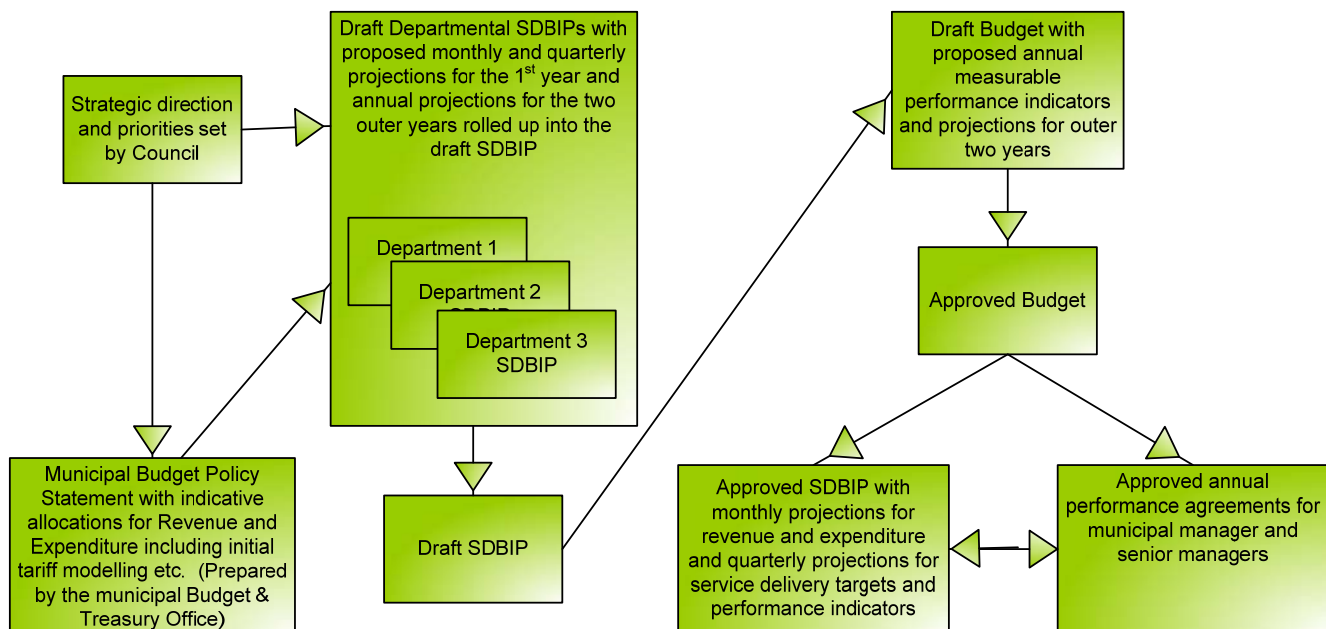 Strategic direction
and priorities set
by Council
Municipal Budget Policy
Statement with indicative
allocations for Revenue and
Expenditure including initial
tariff modelling etc. (Prepared
by the municipal Budget &
Treasury Office)
Draft Departmental SDBIPs with
proposed monthly and quarterly
projections for the 1st year and
annual projections for the two
outer years rolled up into the
draft SDBIP
Department 1
Department 2
SDBIP
Department 3
SDBIP
Draft SDBIP
Draft Budget with
proposed annual
measurable
performance indicators
and projections for outer
two years
Approved Budget
Approved SDBIP with
monthly projections for
revenue and expenditure
and quarterly projections for
service delivery targets and
performance indicators
Approved annual
performance agreements for
municipal manager and
senior managers